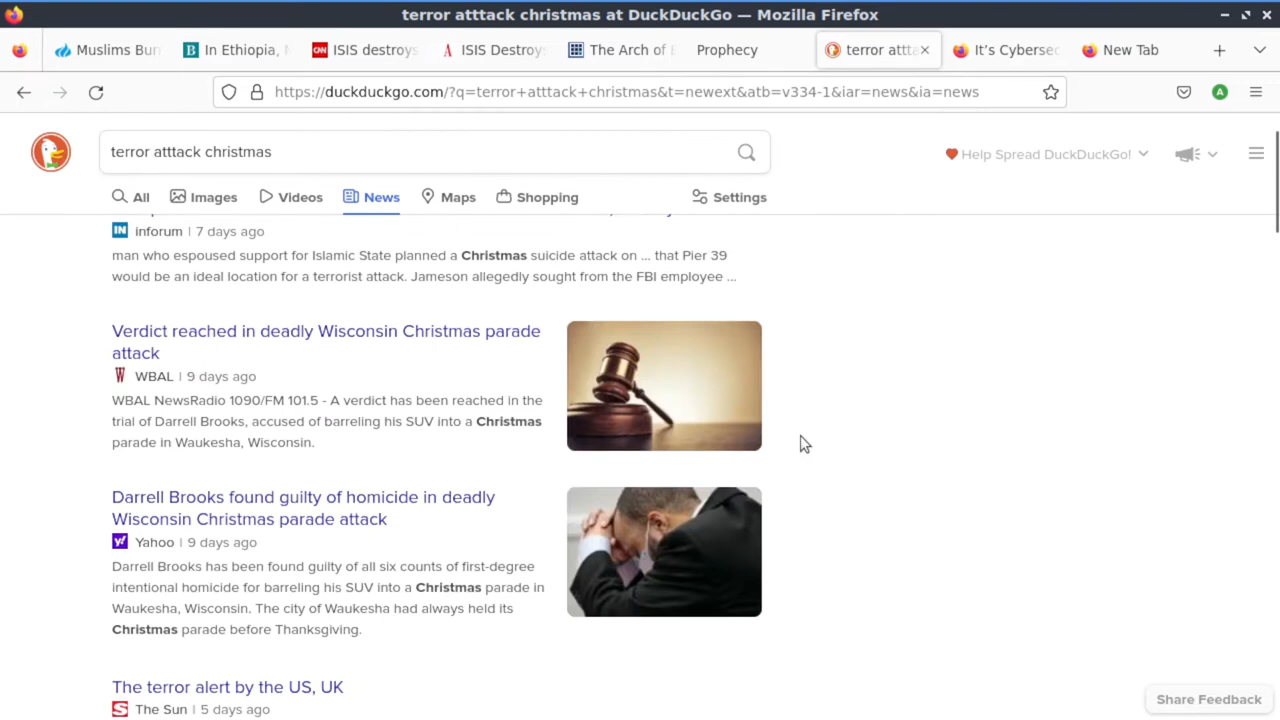 terror atttack christmas at DuckDuckGo — Mozilla Firefox
Muslims Bur
In Ethiopia,
ISIS destroys
ISIS Destroy
The Arch of
Prophecy
terror atta
It's Cybersec
New Tab
https://duckduckgo.com/?q=terror+atttack+christmas&t=newext&atb=v334-1&iar=news&ia=news
A
terror atttack christmas
Help Spread DuckDuckGo!
All
Images
Videos
News
Maps
Shopping
Settings
IN inforum | 7 days ago
man who espoused support for Islamic State planned a Christmas suicide attack on ... that Pier 39
would be an ideal location for a terrorist attack. Jameson allegedly sought from the FBI employee ...
Verdict reached in deadly Wisconsin Christmas parade
attack
WBAL | 9 days ago
WBAL NewsRadio 1090/FM 101.5 - A verdict has been reached in the
trial of Darrell Brooks, accused of barreling his SUV into a Christmas
parade in Waukesha, Wisconsin.
Darrell Brooks found guilty of homicide in deadly
Wisconsin Christmas parade attack
Yahoo | 9 days ago
Darrell Brooks has been found guilty of all six counts of first-degree
intentional homicide for barreling his SUV into a Christmas parade in
Waukesha, Wisconsin. The city of Waukesha had always held its
Christmas parade before Thanksgiving.
The terror alert by the US, UK
The Sun | 5 days ago
Share Feedback